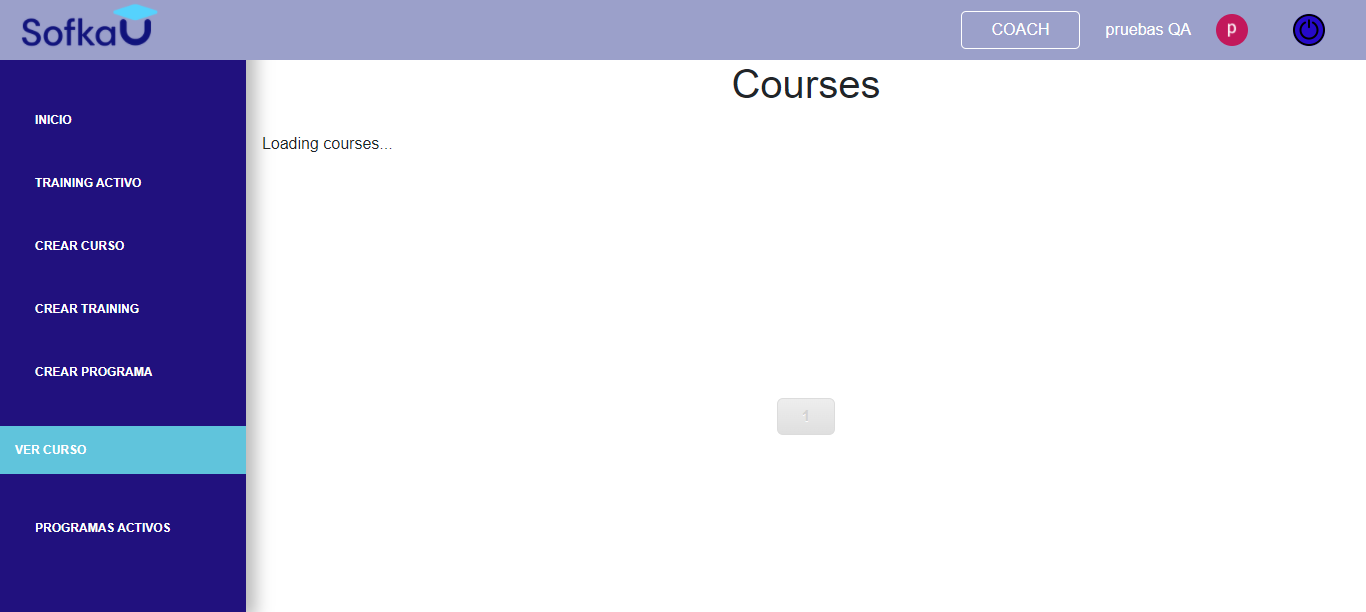 SofkaU
COACH
pruebas QA
p
Courses
INICIO
Loading courses...
TRAINING ACTIVO
CREAR CURSO
CREAR TRAINING
CREAR PROGRAMA
1
VER CURSO
PROGRAMAS ACTIVOS